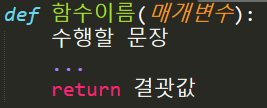 def 함수이름(매개변수):
    수행할 문장
    ...
    return 결괏값